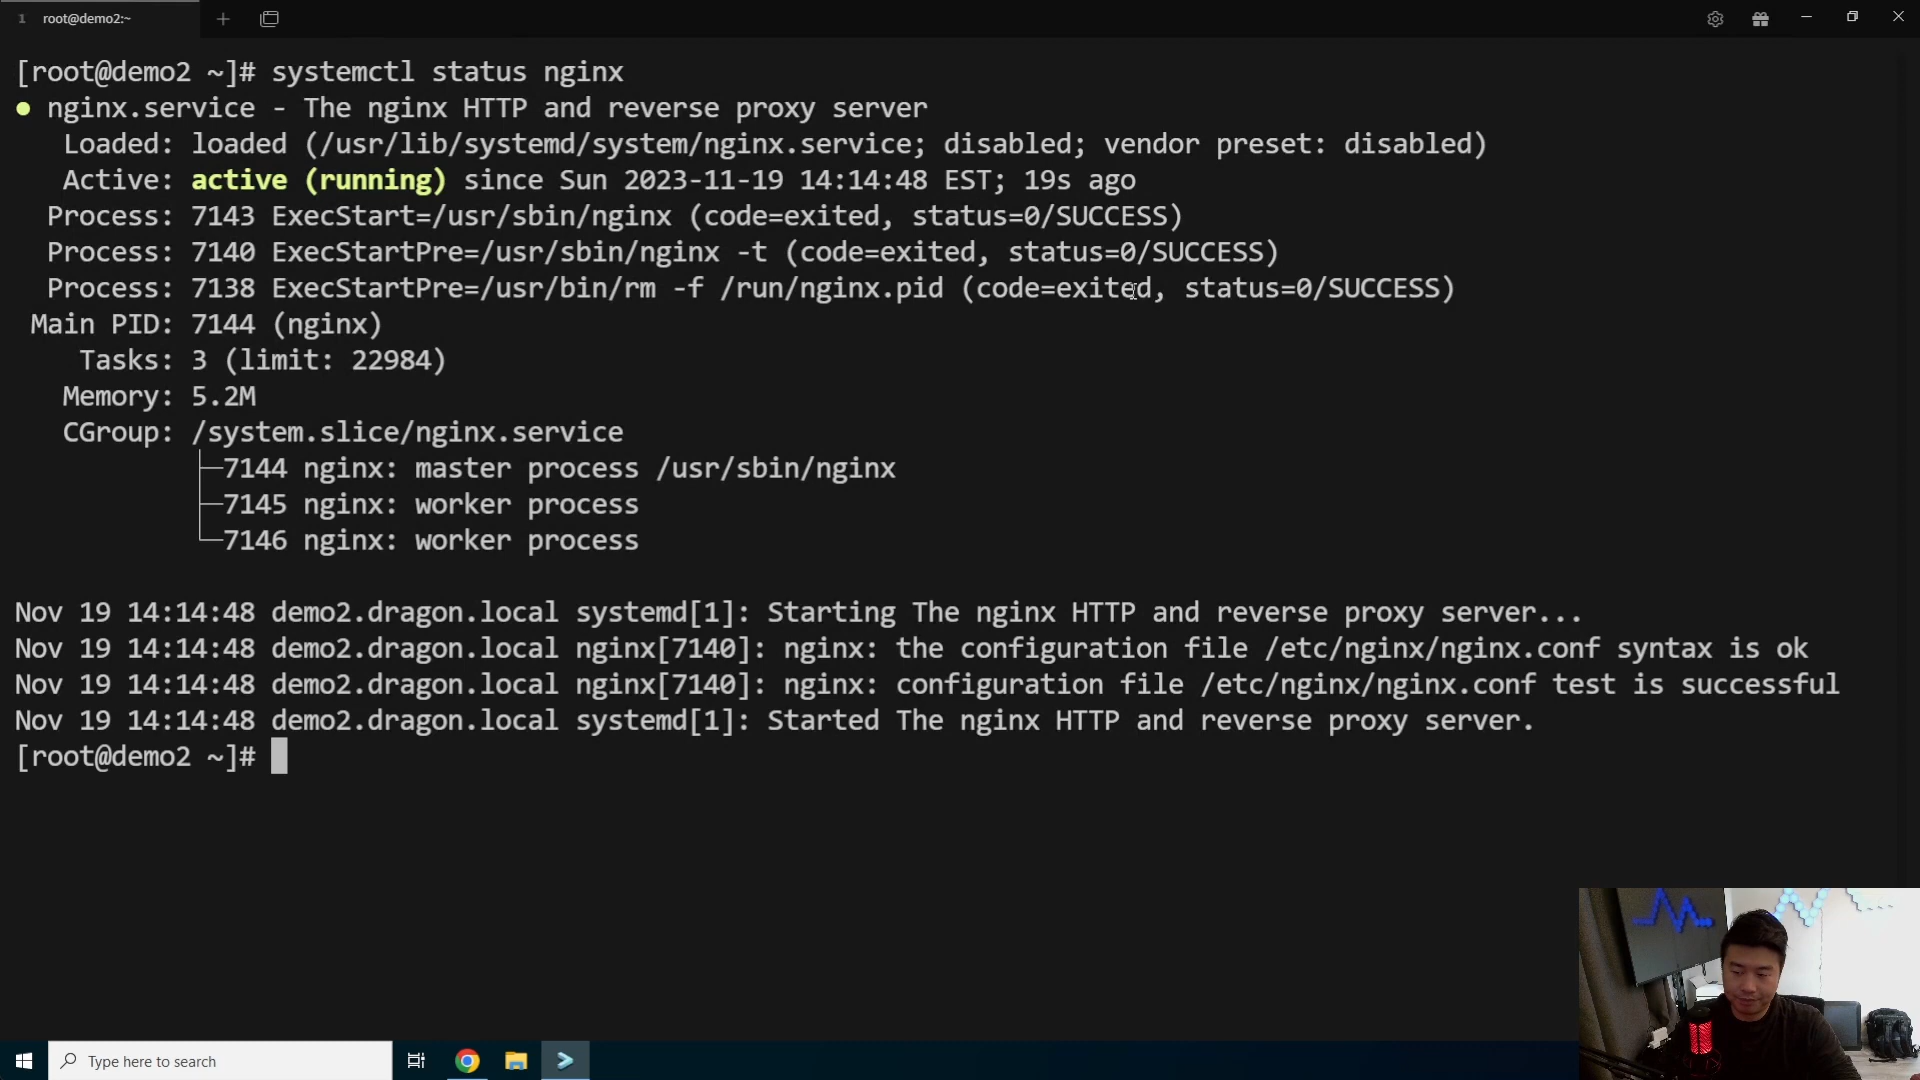 1 root@demo2:~
[root@demo2 ~]# systemctl status nginx
● nginx.service - The nginx HTTP and reverse proxy server
Loaded: loaded (/usr/lib/systemd/system/nginx.service; disabled; vendor preset: disabled)
Active: active (running) since Sun 2023-11-19 14:14:48 EST; 19s ago
Process: 7143 ExecStart=/usr/sbin/nginx (code=exited, status=0/SUCCESS)
Process: 7140 ExecStartPre=/usr/sbin/nginx -t (code=exited, status=0/SUCCESS)
Process: 7138 ExecStartPre=/usr/bin/rm -f /run/nginx.pid (code=exited, status=0/SUCCESS)
Main PID: 7144 (nginx)
Tasks: 3 (limit: 22984)
Memory: 5.2M
CGroup: /system.slice/nginx.service
├─7144 nginx: master process /usr/sbin/nginx
├─7145 nginx: worker process
└─7146 nginx: worker process
Nov 19 14:14:48 demo2.dragon.local systemd[1]: Starting The nginx HTTP and reverse proxy server...
Nov 19 14:14:48 demo2.dragon.local nginx[7140]: nginx: the configuration file /etc/nginx/nginx.conf syntax is ok
Nov 19 14:14:48 demo2.dragon.local nginx[7140]: nginx: configuration file /etc/nginx/nginx.conf test is successful
Nov 19 14:14:48 demo2.dragon.local systemd[1]: Started The nginx HTTP and reverse proxy server.
[root@demo2 ~]#
Type here to search